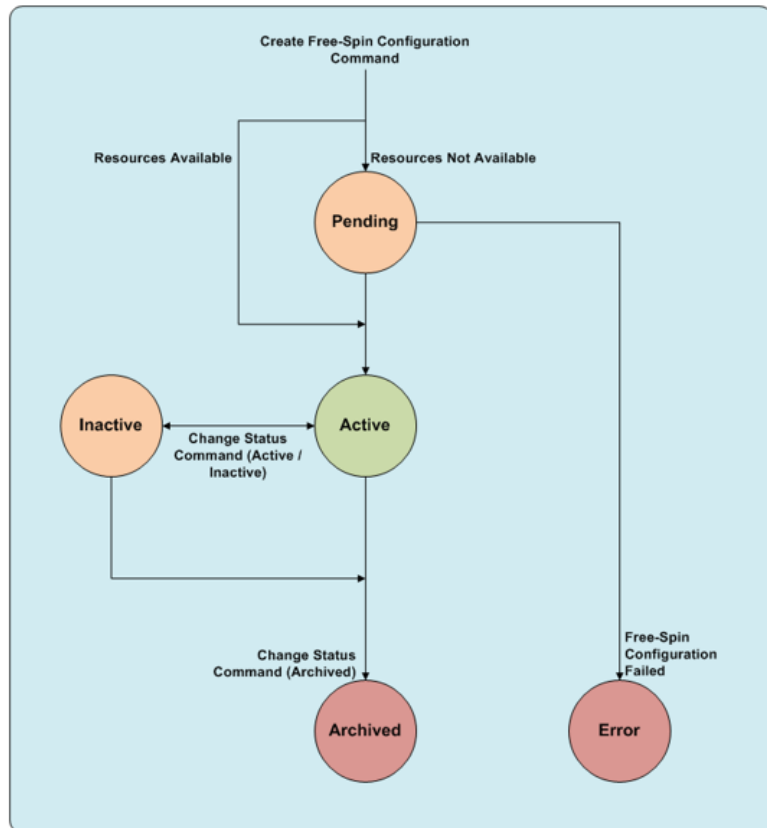 Create Free-Spin Configuration
Command
Resources Available
Resources Not Available
Pending
Inactive
Active
Change Status
Command (Active /
Inactive)
Change Status
Command (Archived)
Free-Spin
Configuration
Failed
Archived
Error